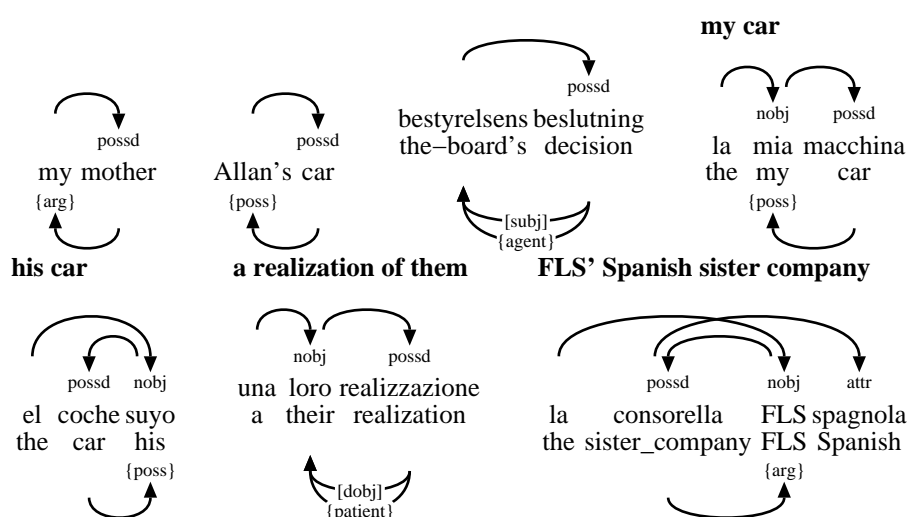 my car
possd
possd
possd
nobj possd
my mother
Allan's car
bestyrelsens beslutning
the−board's decision
la mia macchina
the my car
{arg}
{poss}
[subj]
{agent}
{poss}
his car
a realization of them
FLS' Spanish sister company
possd nobj
nobj possd
possd nobj attr
el coche suyo
the car his
una loro realizzazione
a their realization
la consorella FLS spagnola
the sister_company FLS Spanish
{poss}
[dobj]
{patient}
{arg}